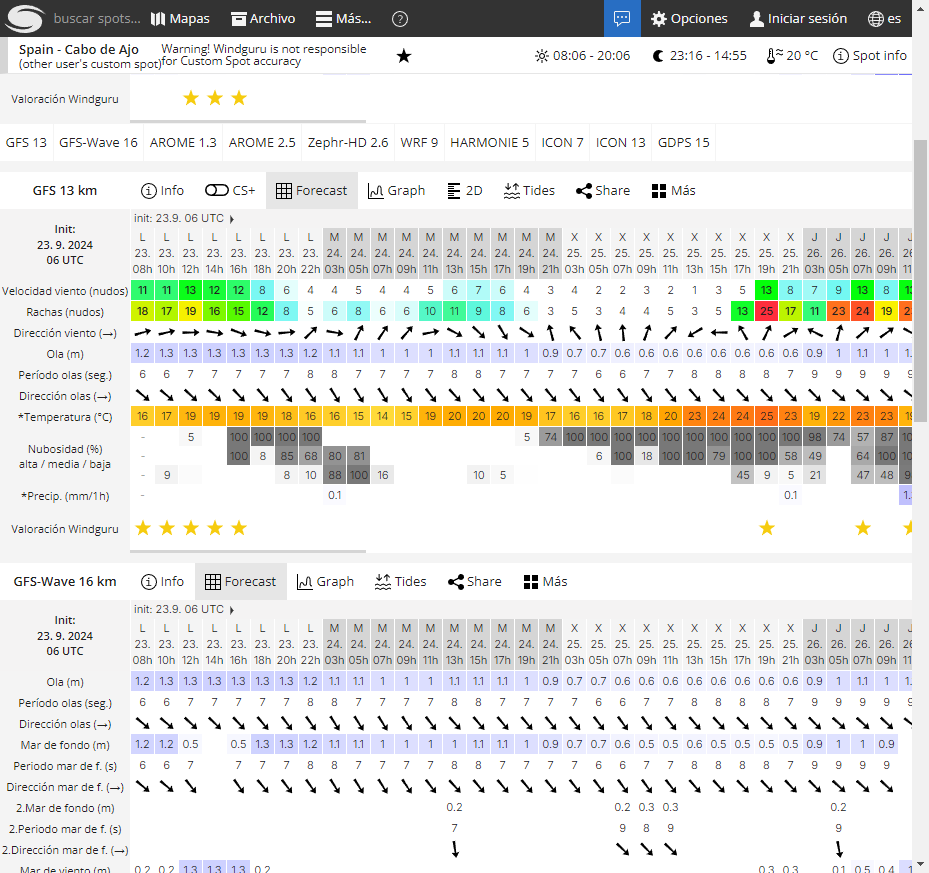 buscar spots... Mapas Archivo Más... ? Opciones Iniciar sesión es
Spain - Cabo de Ajo Warning! Windguru is not responsible
(other user's custom spot) for Custom Spot accuracy
08:06 - 20:06 23:16 - 14:55 20 °C Spot info
Valoración Windguru
GFS 13 GFS-Wave 16 AROME 1.3 AROME 2.5 Zephr-HD 2.6 WRF 9 HARMONIE 5 ICON 7 ICON 13 GDPS 15
GFS 13 km Info CS+ Forecast Graph 2D Tides Share Más
init: 23.9. 06 UTC
Init:
23. 9. 2024
06 UTC
L L L L L L L L M M M M M M M M M M X X X X X X X X X X J J J J J
23. 23. 23. 23. 23. 23. 23. 23. 24. 24. 24. 24. 24. 24. 24. 24. 24. 24. 25. 25. 25. 25. 25. 25. 25. 25. 25. 25. 26. 26. 26. 26. 26.
08h 10h 12h 14h 16h 18h 20h 22h 03h 05h 07h 09h 11h 13h 15h 17h 19h 21h 03h 05h 07h 09h 11h 13h 15h 17h 19h 21h 03h 05h 07h 09h 11
Velocidad viento (nudos) 11 11 13 12 12 8 6 4 4 5 4 4 5 6 7 6 4 3 4 3 2 2 3 2 1 3 5 13 8 7 9 13 8
Rachas (nudos) 18 17 19 16 15 12 8 5 6 8 6 4 10 11 9 8 6 3 5 3 4 4 5 3 5 13 25 17 11 23 24 19
Dirección viento (→)
Ola (m) 1.2 1.3 1.3 1.3 1.3 1.3 1.3 1.2 1.1 1.1 1 1 1 1.1 1.1 1.1 1 0.9 0.7 0.7 0.6 0.6 0.6 0.6 0.6 0.6 0.6 0.6 0.9 1 1.1 1
Período olas (seg.) 6 6 7 7 7 7 7 8 8 7 7 7 7 8 8 7 7 7 7 6 6 7 7 8 8 8 8 7 9 9 9 9 9
Dirección olas (→)
*Temperatura (°C) 16 17 19 19 19 19 18 16 16 15 14 15 19 20 20 20 19 17 16 16 17 18 20 23 24 24 25 23 19 22 23 23 19
Nubosidad (%)
alta / media / baja
- 5 100 100 100 100 5 74 100 100 100 100 100 100 100 100 100 100 98 74 57 87
- 100 8 85 68 80 81 6 100 18 100 100 79 100 100 58 49 64 100
- 9 8 10 88 100 16 10 5 45 9 5 21 47 48
*Precip. (mm/1h) - 0.1 0.1
Valoración Windguru
GFS-Wave 16 km Info Forecast Graph Tides Share Más
init: 23.9. 06 UTC
Init:
23. 9. 2024
06 UTC
L L L L L L L L M M M M M M M M M M X X X X X X X X X X J J J J J
23. 23. 23. 23. 23. 23. 23. 23. 24. 24. 24. 24. 24. 24. 24. 24. 24. 24. 25. 25. 25. 25. 25. 25. 25. 25. 25. 25. 26. 26. 26. 26. 26.
08h 10h 12h 14h 16h 18h 20h 22h 03h 05h 07h 09h 11h 13h 15h 17h 19h 21h 03h 05h 07h 09h 11h 13h 15h 17h 19h 21h 03h 05h 07h 09h 11
Ola (m) 1.2 1.3 1.3 1.3 1.3 1.3 1.3 1.2 1.1 1.1 1 1 1 1.1 1.1 1.1 1 0.9 0.7 0.7 0.6 0.6 0.6 0.6 0.6 0.6 0.6 0.6 0.9 1 1.1 1
Período olas (seg.) 6 6 7 7 7 7 7 8 8 7 7 7 7 8 8 7 7 7 7 6 6 7 7 8 8 8 8 7 9 9 9 9 9
Dirección olas (→)
Mar de fondo (m) 1.2 1.2 0.5 0.5 1.3 1.3 1.2 1.1 1.1 1 1 1 1 1.1 1.1 1 0.9 0.7 0.7 0.6 0.5 0.5 0.6 0.5 0.5 0.5 0.5 0.9 1 1 0.9
Periodo mar de f. (s) 6 6 7 7 7 7 8 8 7 7 7 7 8 8 7 7 7 7 6 6 7 7 8 8 8 8 7 9 9 9 9
Dirección mar de f. (→)
2.Mar de fondo (m) 0.2 0.2 0.3 0.3 0.2
2.Periodo mar de f. (s) 7 9 8 9 9
2.Dirección mar de f. (→)
Mar de viento (m) 0.2 0.2 1.3 1.3 1.3 0.2 0.3 0.3 0.1 0.5 0.4